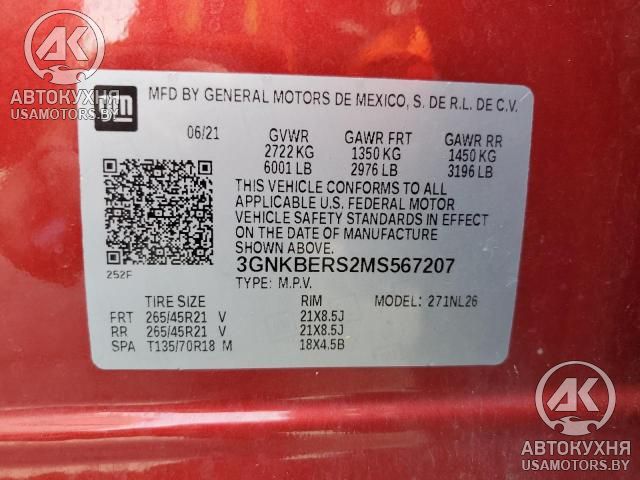 АК
АВТОКУХНЯ
USAMOTORS.BY
GM
MFD BY GENERAL MOTORS DE MEXICO, S. DE R.L. DE C.V.
06/21 GVWR GAWR FRT GAWR RR
2722 KG 1350 KG 1450 KG
6001 LB 2976 LB 3196 LB
THIS VEHICLE CONFORMS TO ALL
APPLICABLE U.S. FEDERAL MOTOR
VEHICLE SAFETY STANDARDS IN EFFECT
ON THE DATE OF MANUFACTURE
SHOWN ABOVE.
252F
3GNKBERS2MS567207
TYPE: M.P.V.
TIRE SIZE RIM MODEL: 271NL26
FRT 265/45R21 V 21X8.5J
RR 265/45R21 V 21X8.5J
SPA T135/70R18 M 18X4.5B
АК
АВТОКУХНЯ
USAMOTORS.BY